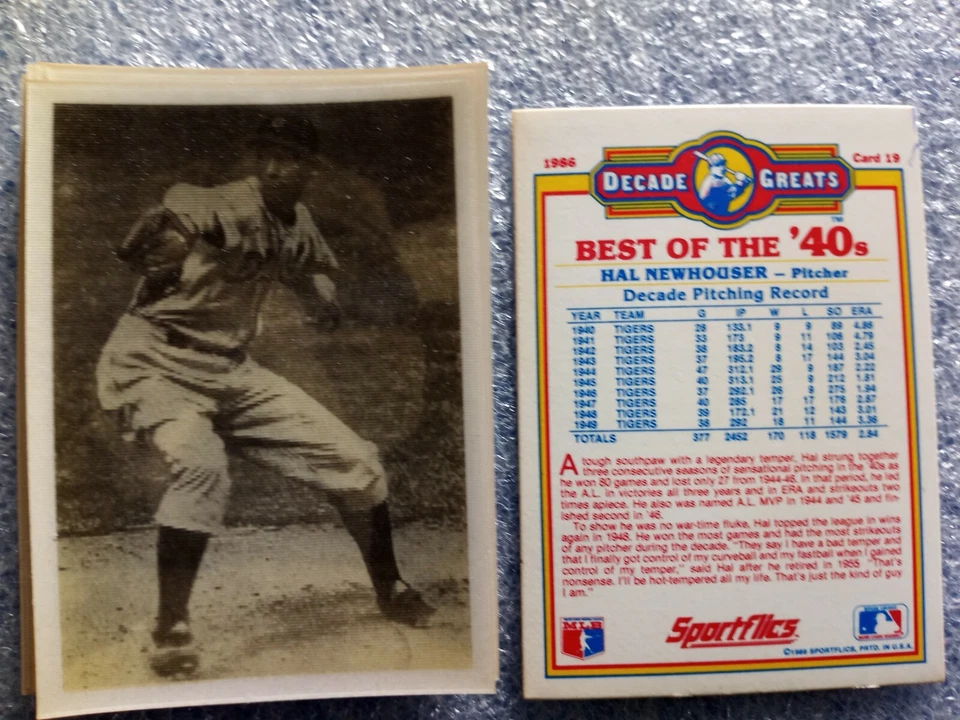 1986
Card 19
DECADE GREATS
TM
BEST OF THE '40s
HAL NEWHOUSER – Pitcher
Decade Pitching Record
YEAR TEAM G IP W L SO ERA
1940 TIGERS 28 133.1 9 9 89 4.86
1941 TIGERS 33 173 9 11 106 4.79
1942 TIGERS 38 183.2 8 14 103 2.45
1943 TIGERS 37 195.2 8 17 144 3.04
1944 TIGERS 47 312.1 29 9 187 2.22
1945 TIGERS 40 313.1 25 9 212 1.81
1946 TIGERS 37 292.1 26 9 275 1.94
1947 TIGERS 40 285 17 17 176 2.87
1948 TIGERS 39 172.1 21 12 143 3.01
1949 TIGERS 38 292 18 11 144 3.36
TOTALS 377 2452 170 118 1579 2.84
A tough southpaw with a legendary temper, Hal strung together
three consecutive seasons of sensational pitching in the '40s as
he won 80 games and lost only 27 from 1944-46. In that period, he led
the A.L. in victories all three years and in ERA and strikeouts two
times apiece. He also was named A.L. MVP in 1944 and '45 and fin-
ished second in '46.
To show he was no war-time fluke, Hal topped the league in wins
again in 1948. He won the most games and had the most strikeouts
of any pitcher during the decade. "They say I have a bad temper and
that I finally got control of my curveball and my fastball when I gained
control of my temper," said Hal after he retired in 1955 "That's
nonsense. I'll be hot-tempered all my life. That's just the kind of guy
I am."
MLB
Sportflics
©1986 SPORTFLICS, PRTD. IN U.S.A.